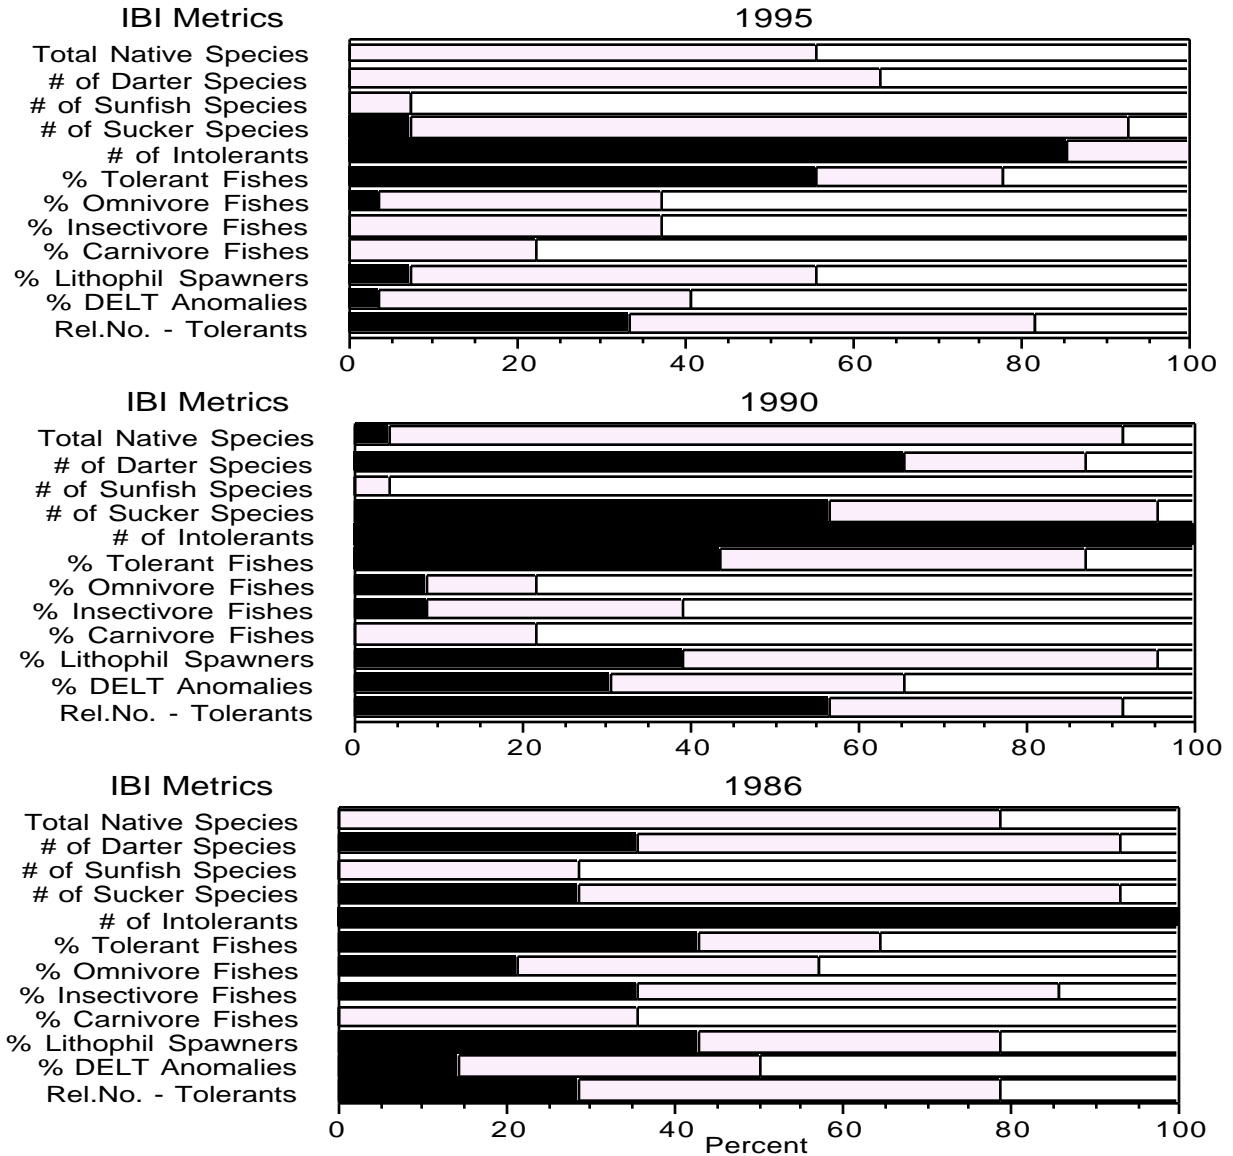 IBI Metrics 1995
Total Native Species
# of Darter Species
# of Sunfish Species
# of Sucker Species
# of Intolerants
% Tolerant Fishes
% Omnivore Fishes
% Insectivore Fishes
% Carnivore Fishes
% Lithophil Spawners
% DELT Anomalies
Rel.No. - Tolerants
0 20 40 60 80 100
IBI Metrics 1990
Total Native Species
# of Darter Species
# of Sunfish Species
# of Sucker Species
# of Intolerants
% Tolerant Fishes
% Omnivore Fishes
% Insectivore Fishes
% Carnivore Fishes
% Lithophil Spawners
% DELT Anomalies
Rel.No. - Tolerants
0 20 40 60 80 100
IBI Metrics 1986
Total Native Species
# of Darter Species
# of Sunfish Species
# of Sucker Species
# of Intolerants
% Tolerant Fishes
% Omnivore Fishes
% Insectivore Fishes
% Carnivore Fishes
% Lithophil Spawners
% DELT Anomalies
Rel.No. - Tolerants
0 20 40 60 80 100
Percent